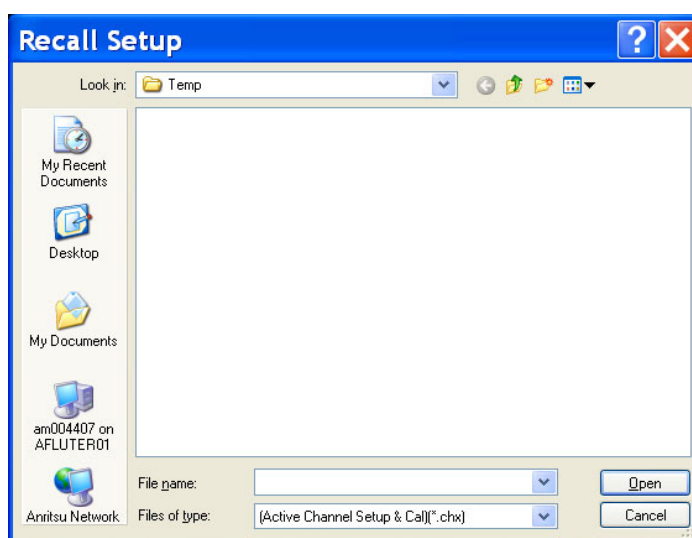 Recall Setup
Look in:
Temp
My Recent
Documents
Desktop
My Documents
am004407 on
AFLUTER01
Anritsu Network
File name:
Open
Files of type:
(Active Channel Setup & Cal)(*.chx)
Cancel